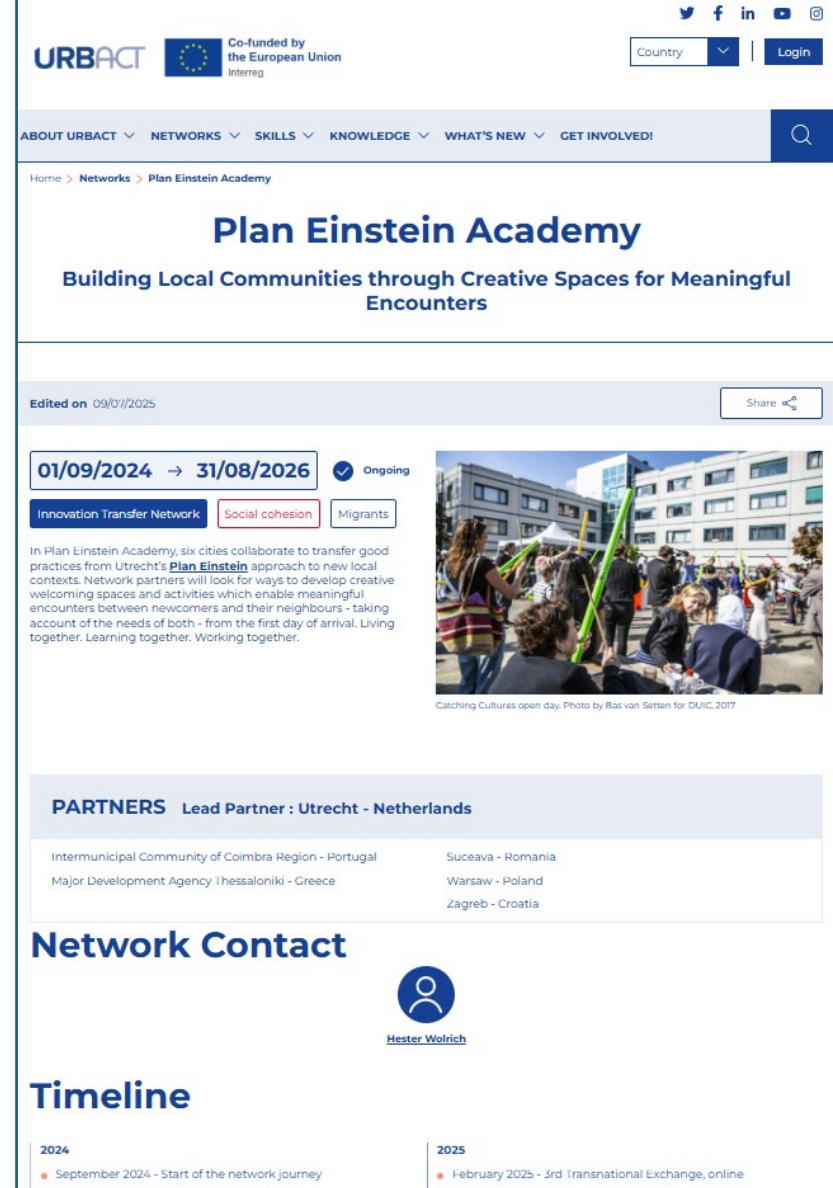 URBACT
Co-funded by
the European Union
Interreg
Country
Login
ABOUT URBACT
NETWORKS
SKILLS
KNOWLEDGE
WHAT'S NEW
GET INVOLVED!
Home > Networks > Plan Einstein Academy
Plan Einstein Academy
Building Local Communities through Creative Spaces for Meaningful
Encounters
Edited on 09/07/2025
Share
01/09/2024 → 31/08/2026
Ongoing
Innovation Transfer Network
Social cohesion
Migrants
In Plan Einstein Academy, six cities collaborate to transfer good
practices from Utrecht's Plan Einstein approach to new local
contexts. Network partners will look for ways to develop creative
welcoming spaces and activities which enable meaningful
encounters between newcomers and their neighbours - taking
account of the needs of both - from the first day of arrival. Living
together. Learning together. Working together.
Catching Cultures open day. Photo by Bas van Setten for DUIC, 2017
PARTNERS Lead Partner : Utrecht - Netherlands
Intermunicipal Community of Coimbra Region - Portugal
Major Development Agency Thessaloniki - Greece
Suceava - Romania
Warsaw - Poland
Zagreb - Croatia
Network Contact
Hester Wolrich
Timeline
2024
September 2024 - Start of the network journey
2025
February 2025 - 3rd Transnational Exchange, online